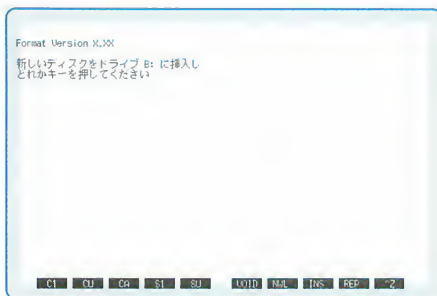 Format Version X.XX
新しいディスクをドライブ B: に挿入し
どれかキーを押してください
C1 CU CA S1 SU VOID NWL INS REP ^Z